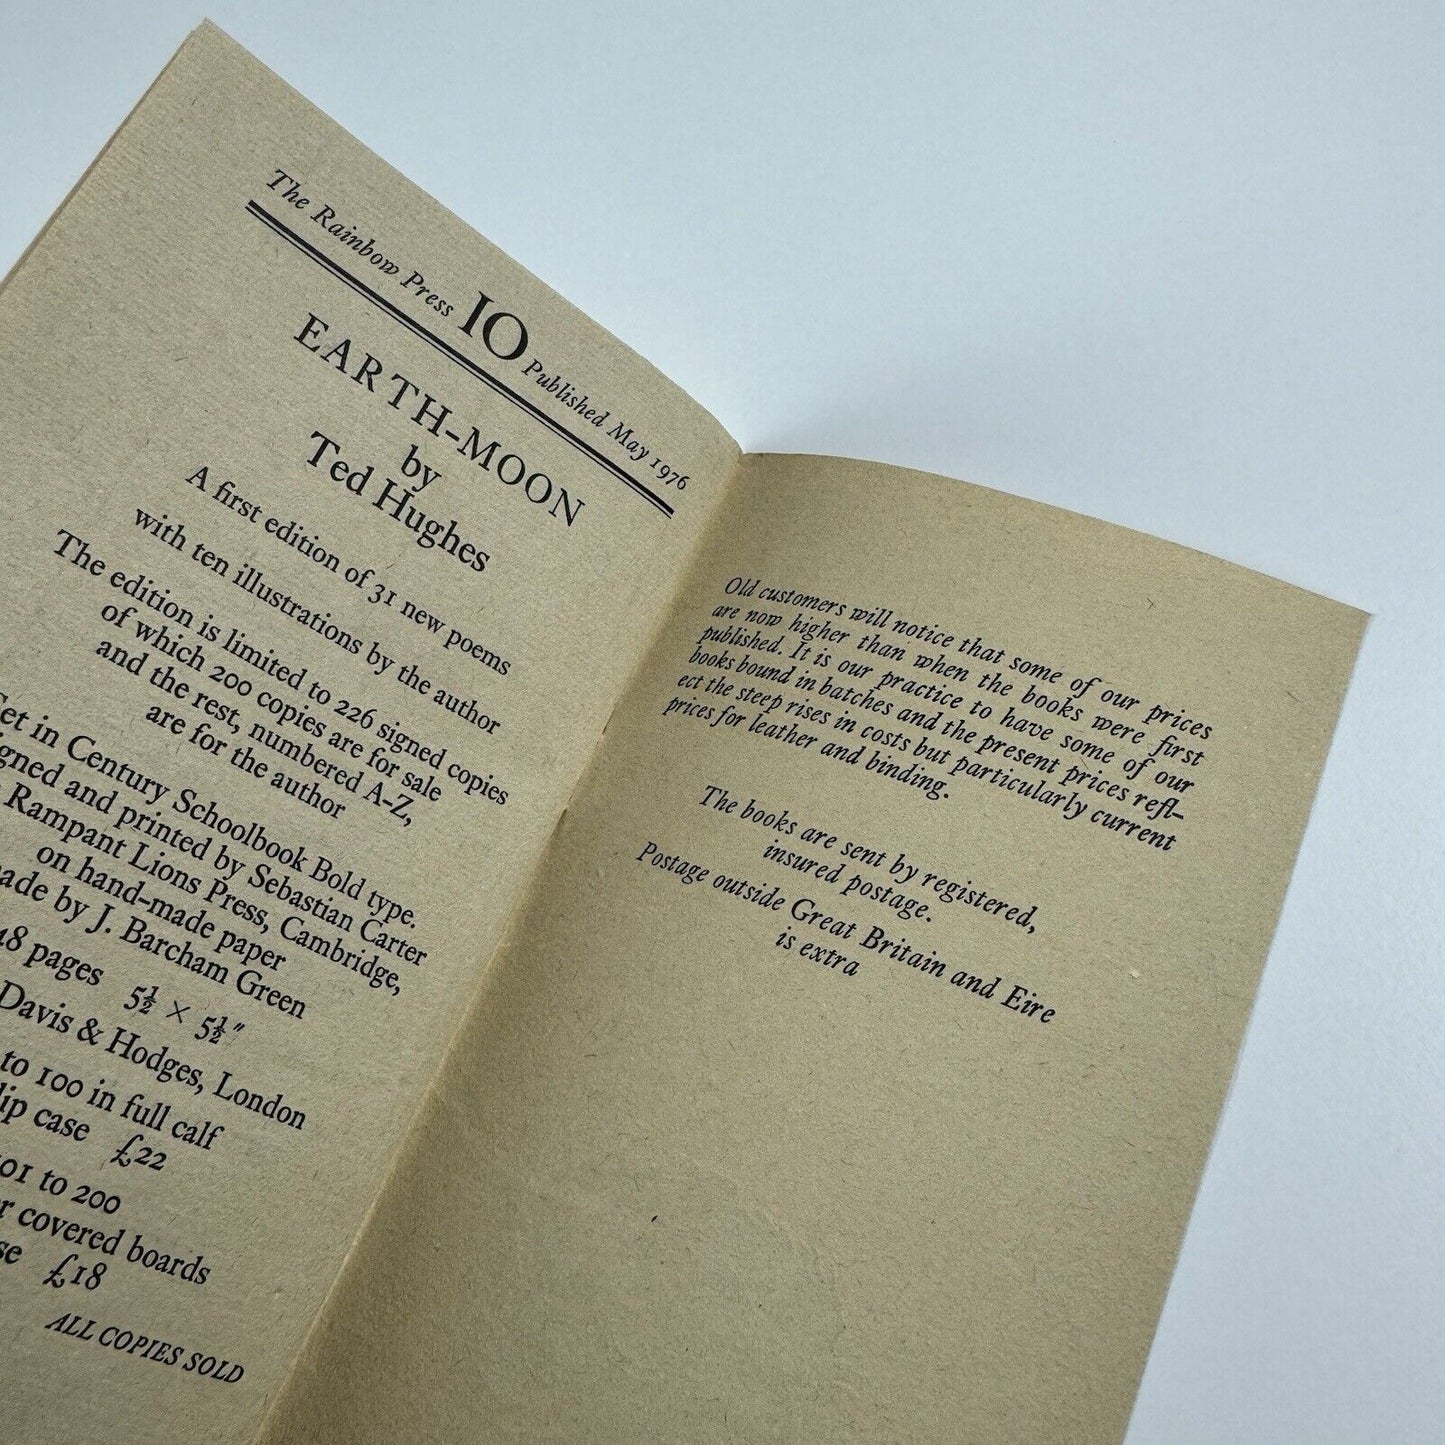 The Rainbow Press 10 Published May 1976
EARTH-MOON
by
Ted Hughes
A first edition of 31 new poems
with ten illustrations by the author
The edition is limited to 226 signed copies
of which 200 copies are for sale
and the rest, numbered A-Z,
are for the author
in Century Schoolbook Bold type.
and printed by Sebastian Carter
Rampant Lions Press, Cambridge,
on hand-made paper
by J. Barcham Green
pages 5½ × 5½"
Davis & Hodges, London
to 100 in full calf
case £22
to 200
covered boards
£18
ALL COPIES SOLD
Old customers will notice that some of our prices
are now higher than when the books were first
published. It is our practice to have some of our
books bound in batches and the present prices refl-
ect the steep rises in costs but particularly current
prices for leather and binding.
The books are sent by registered,
insured postage.
Postage outside Great Britain and Eire
is extra